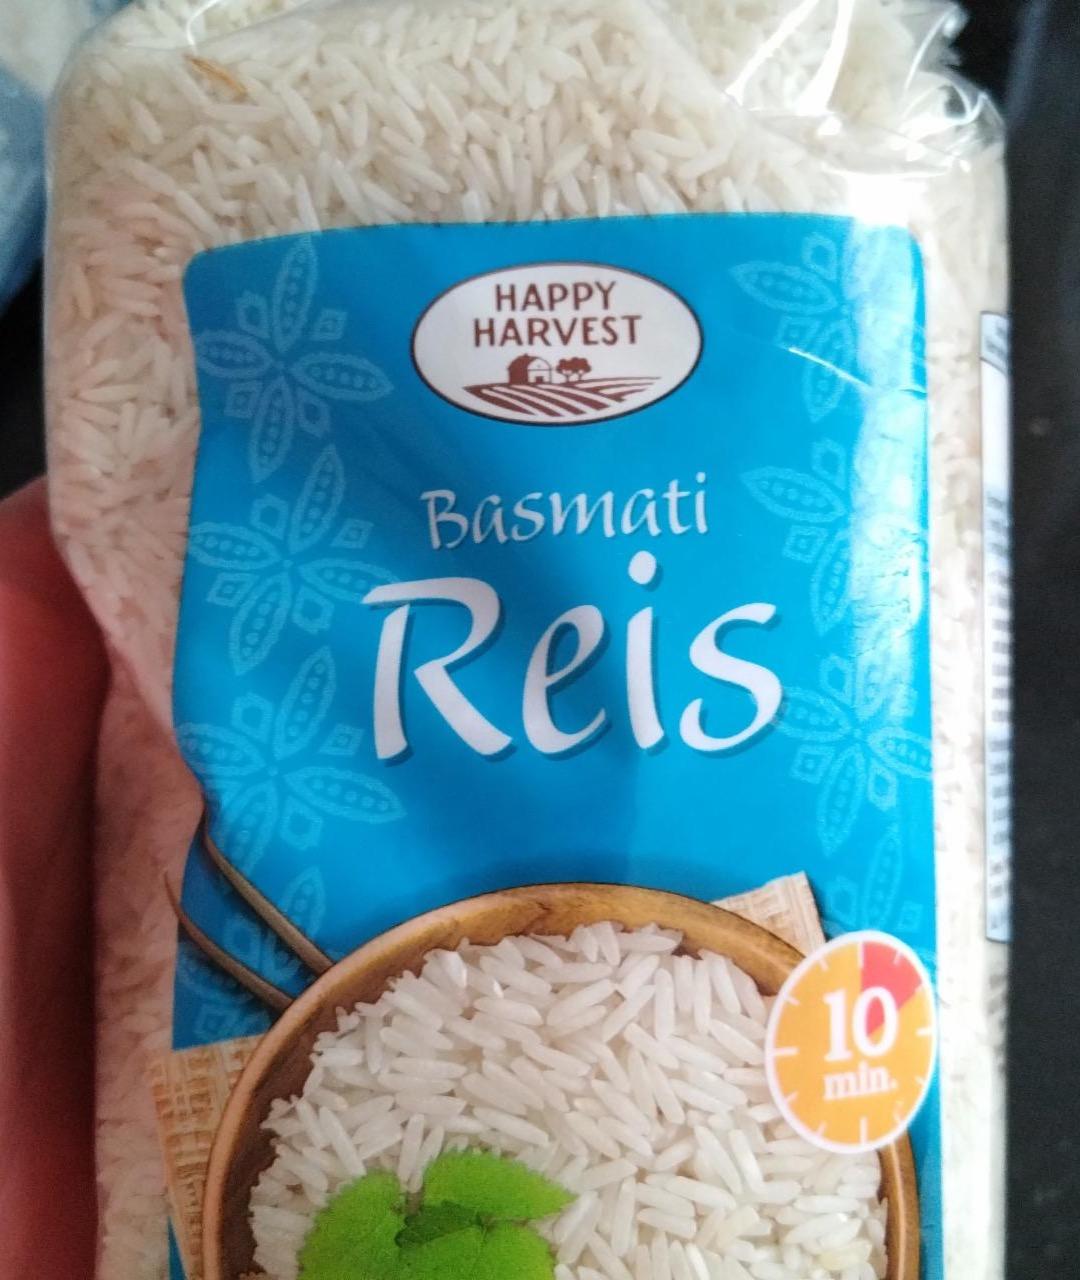 HAPPY
HARVEST
Basmati
Reis
10
min.